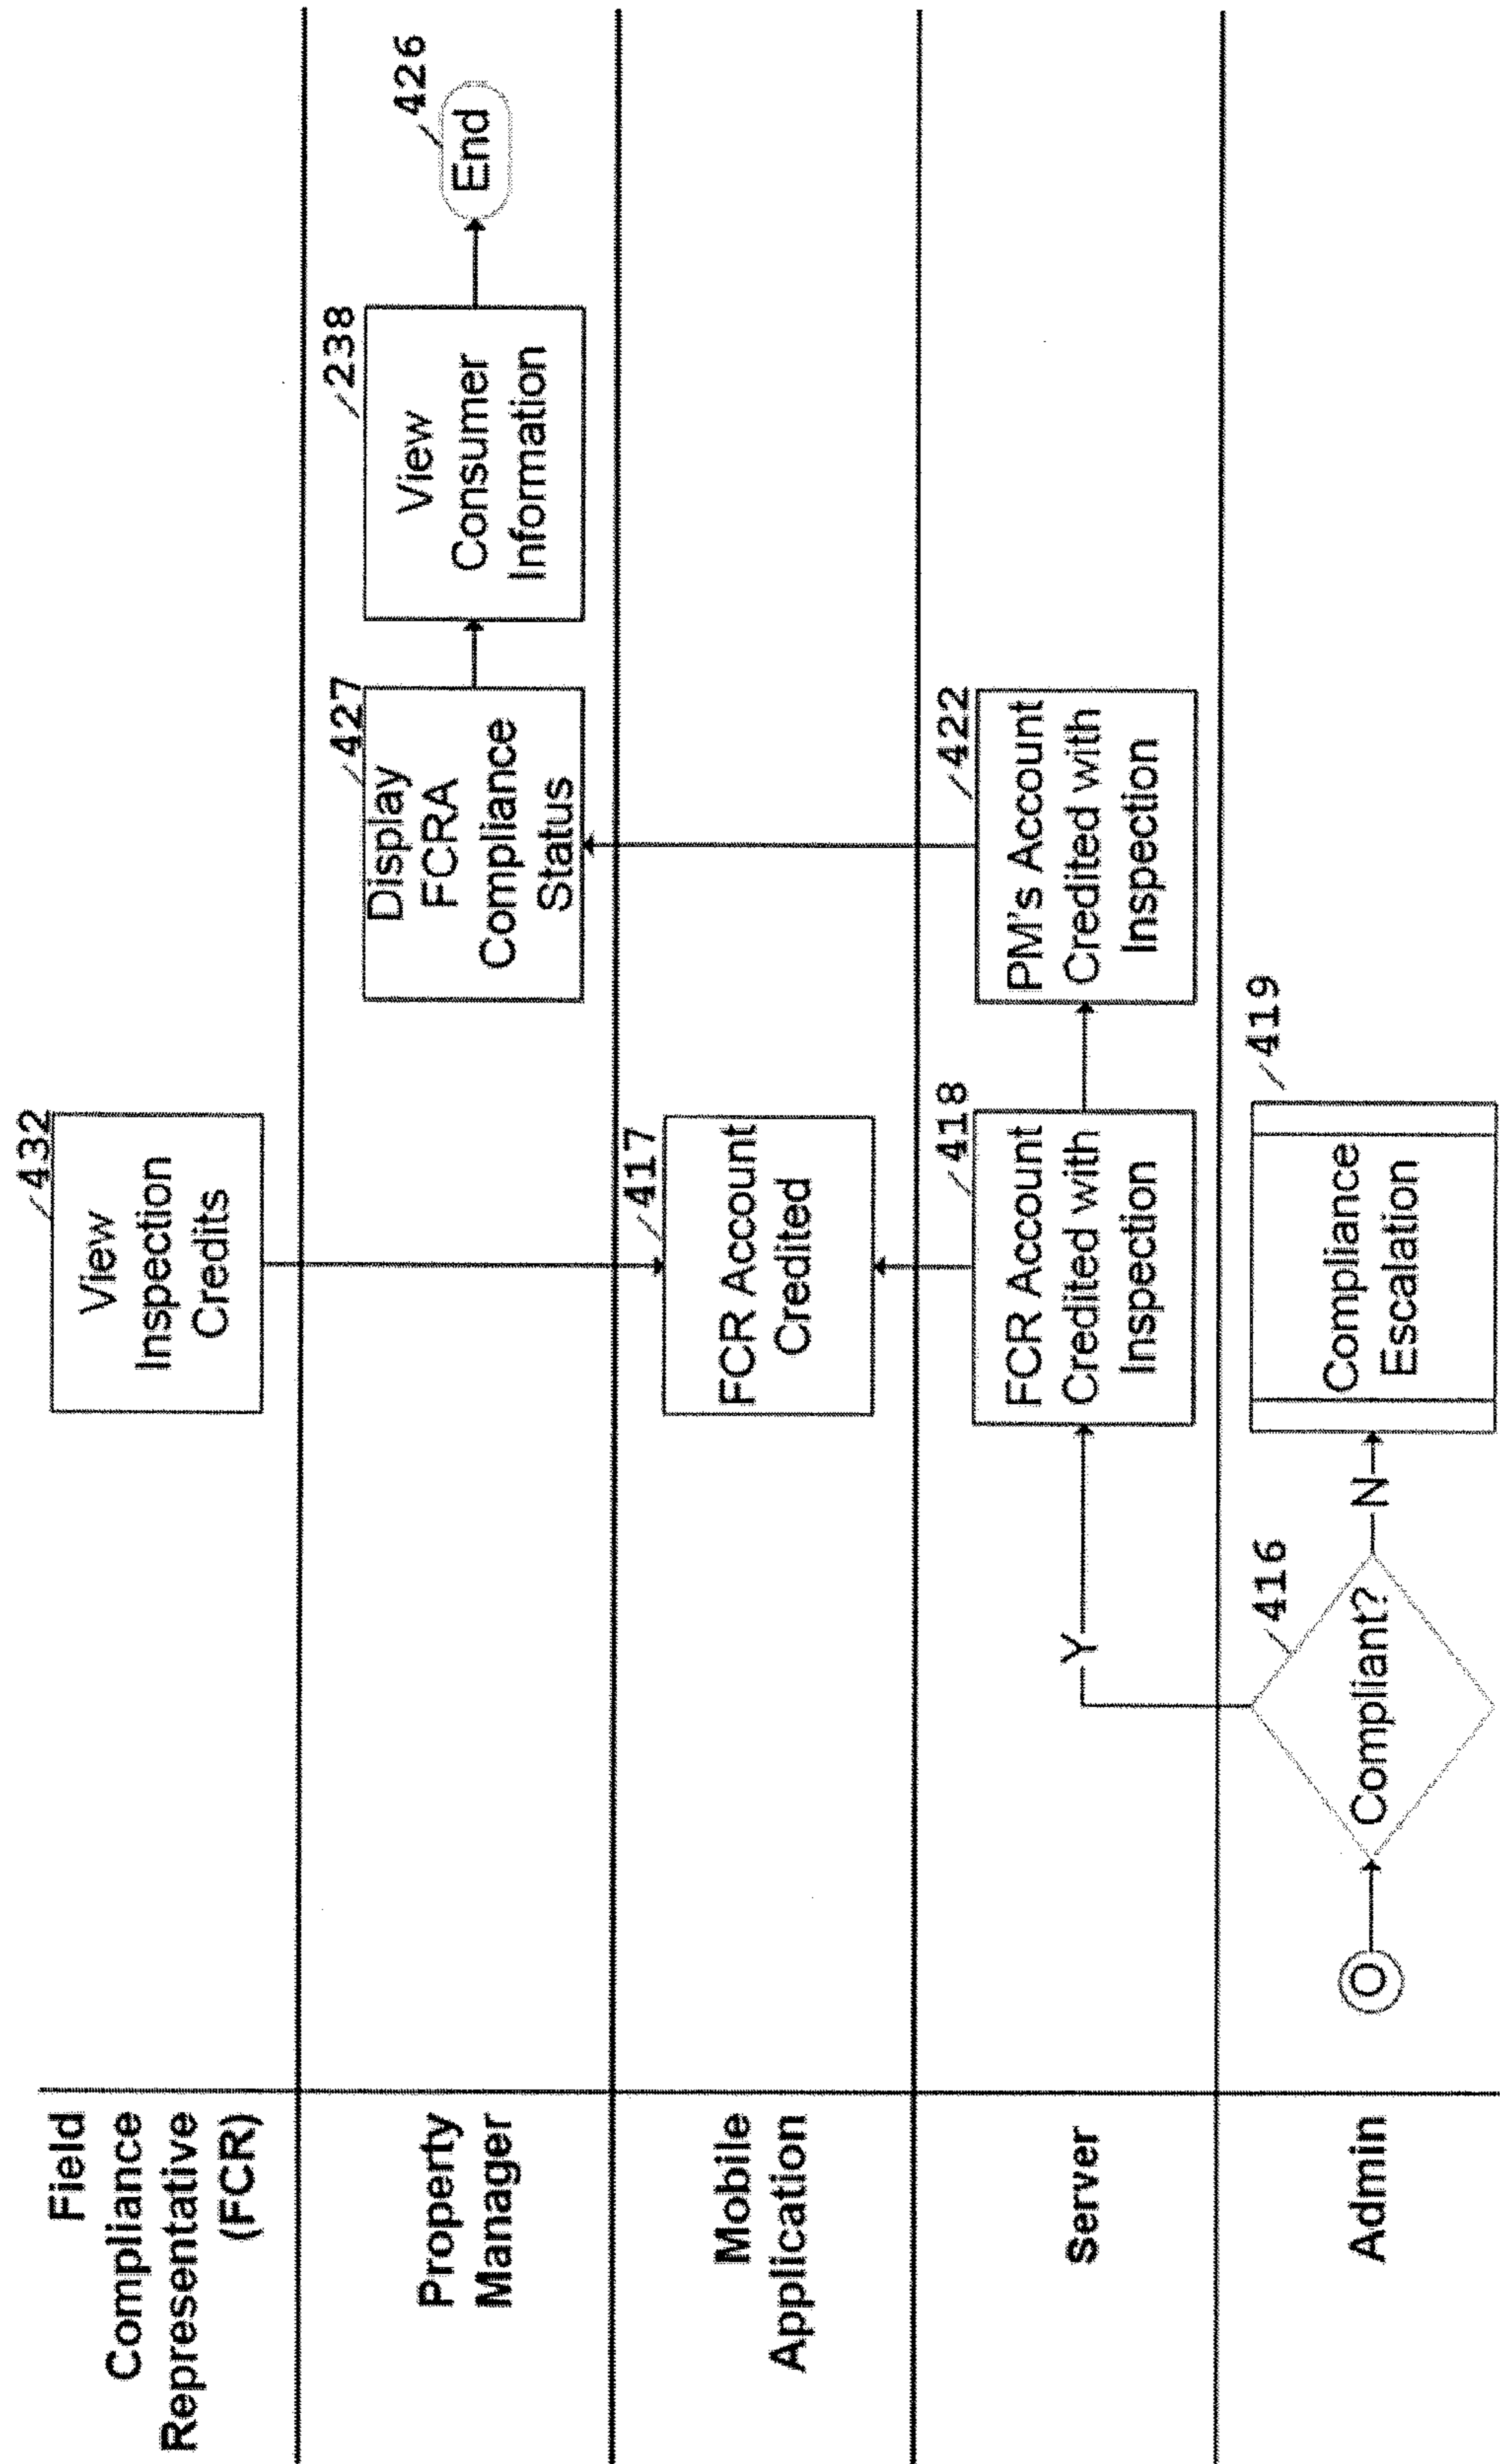 Field
Compliance
Representative
(FCR)
432
View
Inspection
Credits
Property
Manager
427
Display
FCRA
Compliance
Status
238
View
Consumer
Information
426
End
Mobile
Application
417
FCR Account
Credited
Server
Y
418
FCR Account
Credited with
Inspection
422
PM's Account
Credited with
Inspection
Admin
O
416
Compliant?
N
419
Compliance
Escalation